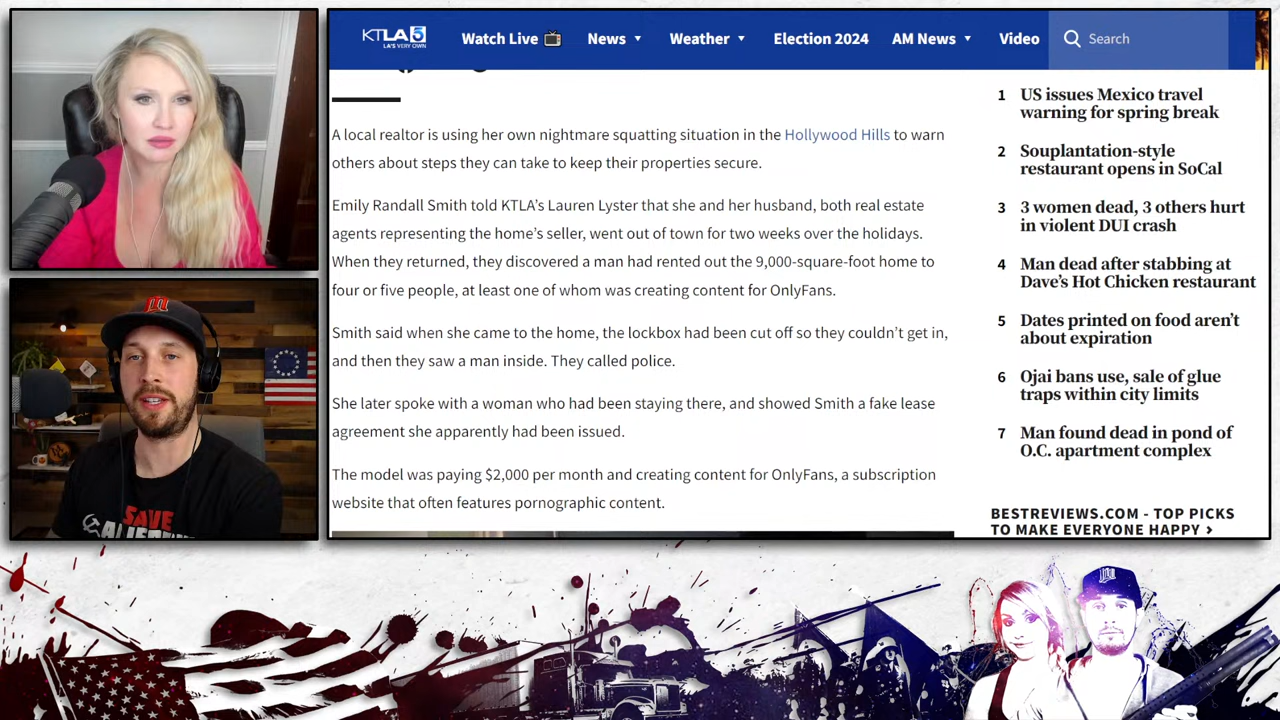 KTLA 5
LA'S VERY OWN
Watch Live
News
Weather
Election 2024
AM News
Video
Search
A local realtor is using her own nightmare squatting situation in the Hollywood Hills to warn
others about steps they can take to keep their properties secure.
Emily Randall Smith told KTLA’s Lauren Lyster that she and her husband, both real estate
agents representing the home’s seller, went out of town for two weeks over the holidays.
When they returned, they discovered a man had rented out the 9,000-square-foot home to
four or five people, at least one of whom was creating content for OnlyFans.
Smith said when she came to the home, the lockbox had been cut off so they couldn’t get in,
and then they saw a man inside. They called police.
She later spoke with a woman who had been staying there, and showed Smith a fake lease
agreement she apparently had been issued.
The model was paying $2,000 per month and creating content for OnlyFans, a subscription
website that often features pornographic content.
1 US issues Mexico travel
warning for spring break
2 Souplantation-style
restaurant opens in SoCal
3 3 women dead, 3 others hurt
in violent DUI crash
4 Man dead after stabbing at
Dave’s Hot Chicken restaurant
5 Dates printed on food aren’t
about expiration
6 Ojai bans use, sale of glue
traps within city limits
7 Man found dead in pond of
O.C. apartment complex
BESTREVIEWS.COM - TOP PICKS
TO MAKE EVERYONE HAPPY ›
SAVE